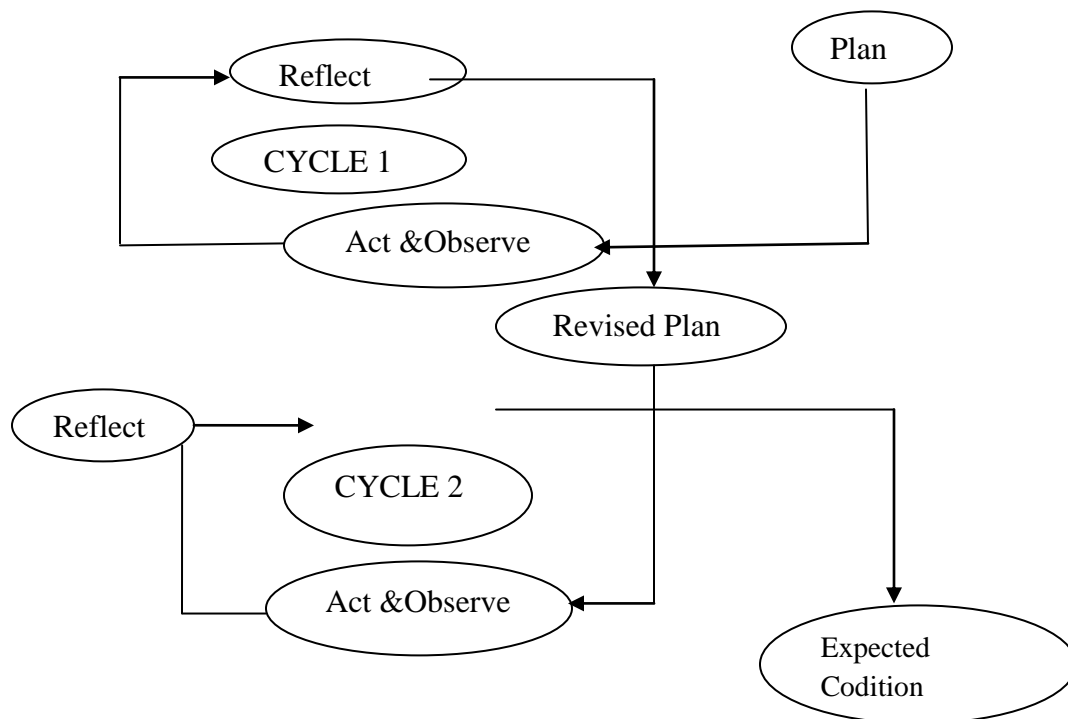 Plan
Reflect
CYCLE 1
Act &Observe
Revised Plan
Reflect
CYCLE 2
Act &Observe
Expected
Codition